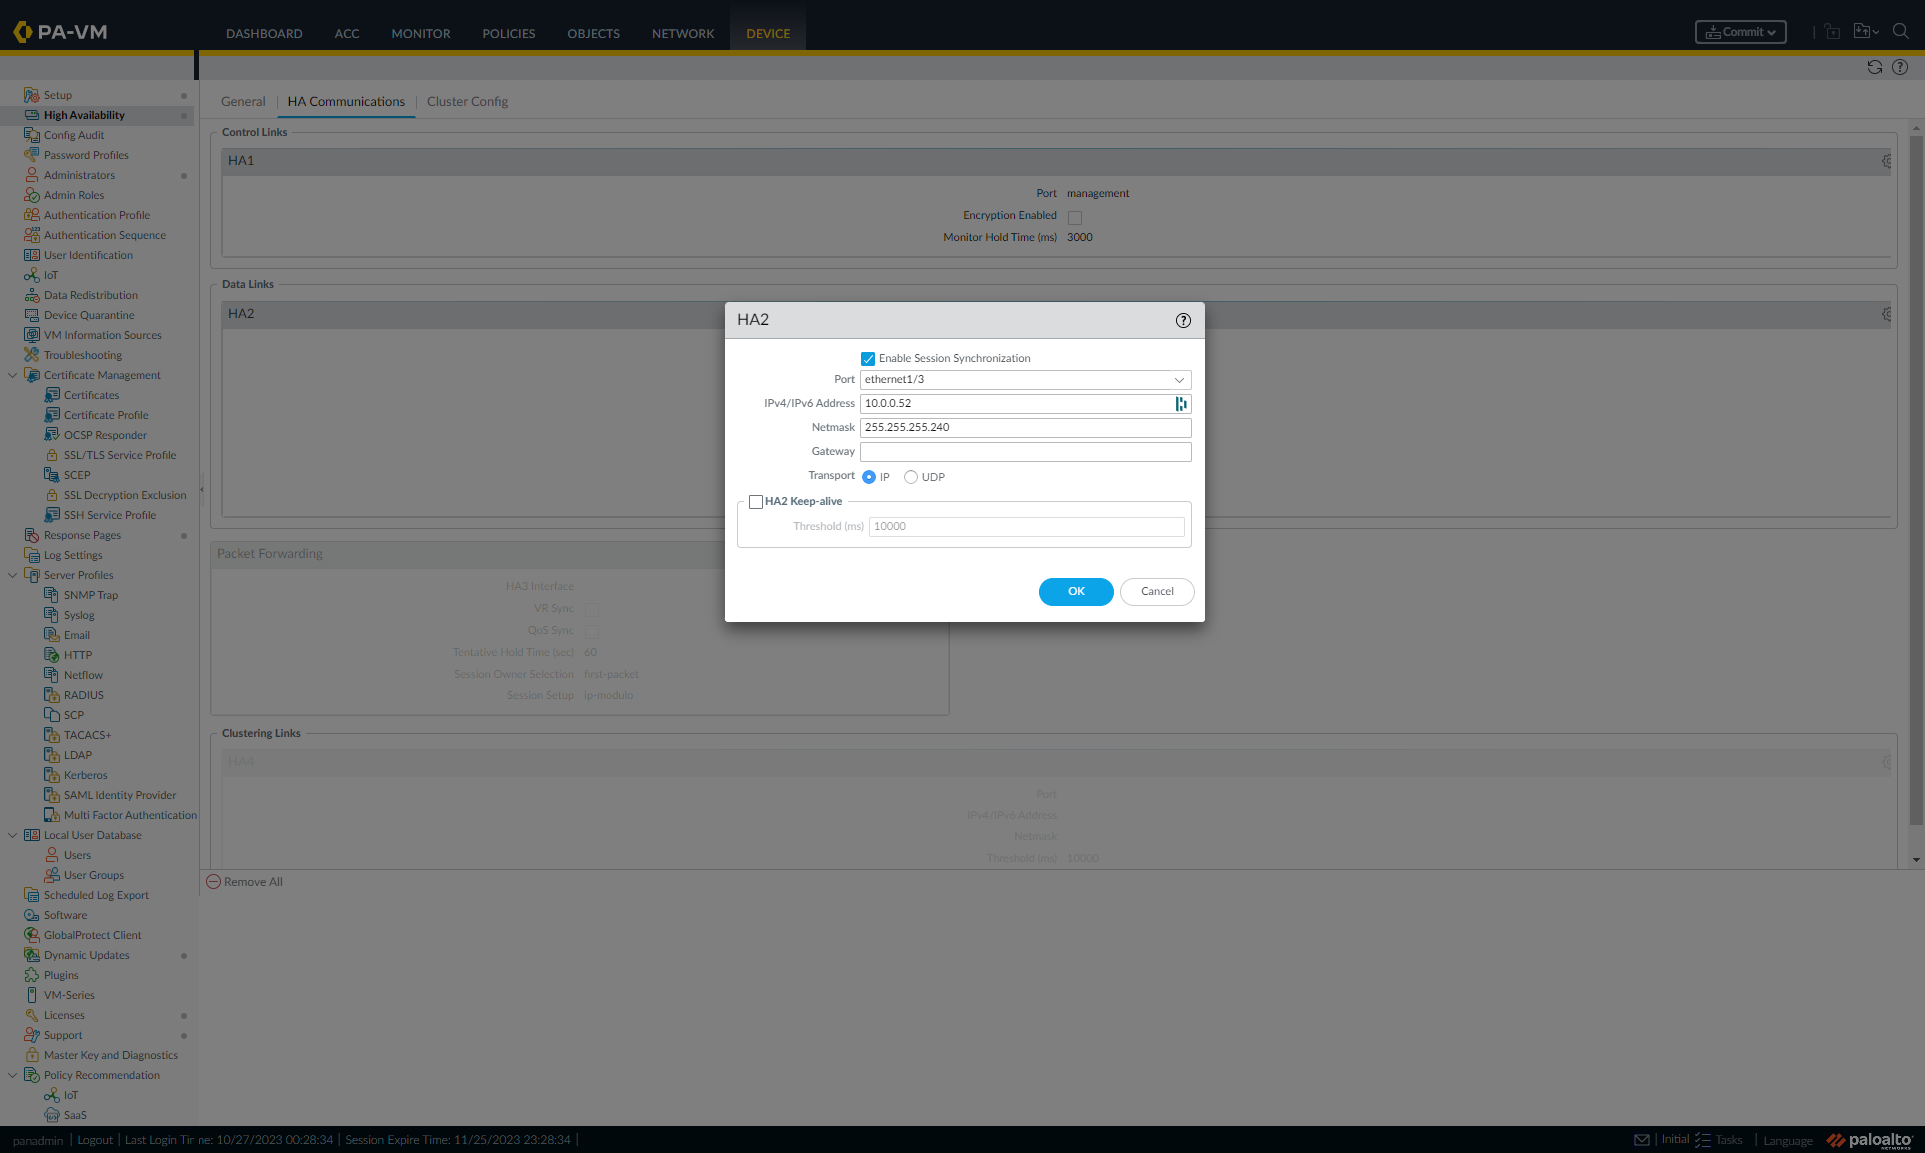 PA-VM
DASHBOARD
ACC
MONITOR
POLICIES
OBJECTS
NETWORK
DEVICE
Commit
Setup
High Availability
Config Audit
Password Profiles
Administrators
Admin Roles
Authentication Profile
Authentication Sequence
User Identification
IoT
Data Redistribution
Device Quarantine
VM Information Sources
Troubleshooting
Certificate Management
Certificates
Certificate Profile
OCSP Responder
SSL/TLS Service Profile
SCEP
SSL Decryption Exclusion
SSH Service Profile
Response Pages
Log Settings
Server Profiles
SNMP Trap
Syslog
Email
HTTP
Netflow
RADIUS
SCP
TACACS+
LDAP
Kerberos
SAML Identity Provider
Multi Factor Authentication
Local User Database
Users
User Groups
Scheduled Log Export
Software
GlobalProtect Client
Dynamic Updates
Plugins
VM-Series
Licenses
Support
Master Key and Diagnostics
Policy Recommendation
IoT
SaaS
General
HA Communications
Cluster Config
Control Links
HA1
Port management
Encryption Enabled
Monitor Hold Time (ms) 3000
Data Links
HA2
HA2
Enable Session Synchronization
Port ethernet1/3
IPv4/IPv6 Address 10.0.0.52
Netmask 255.255.255.240
Gateway
Transport IP UDP
HA2 Keep-alive
Threshold (ms) 10000
OK Cancel
Packet Forwarding
HA3 Interface
VR Sync
QoS Sync
Tentative Hold Time (sec) 60
Session Owner Selection first-packet
Session Setup ip-modulo
Clustering Links
HA4
Port
IPv4/IPv6 Address
Netmask
Threshold (ms) 10000
Remove All
panadmin | Logout | Last Login Time: 10/27/2023 00:28:34 | Session Expire Time: 11/25/2023 23:28:34 |
| Initial Tasks | Language paloalto
NETWORKS